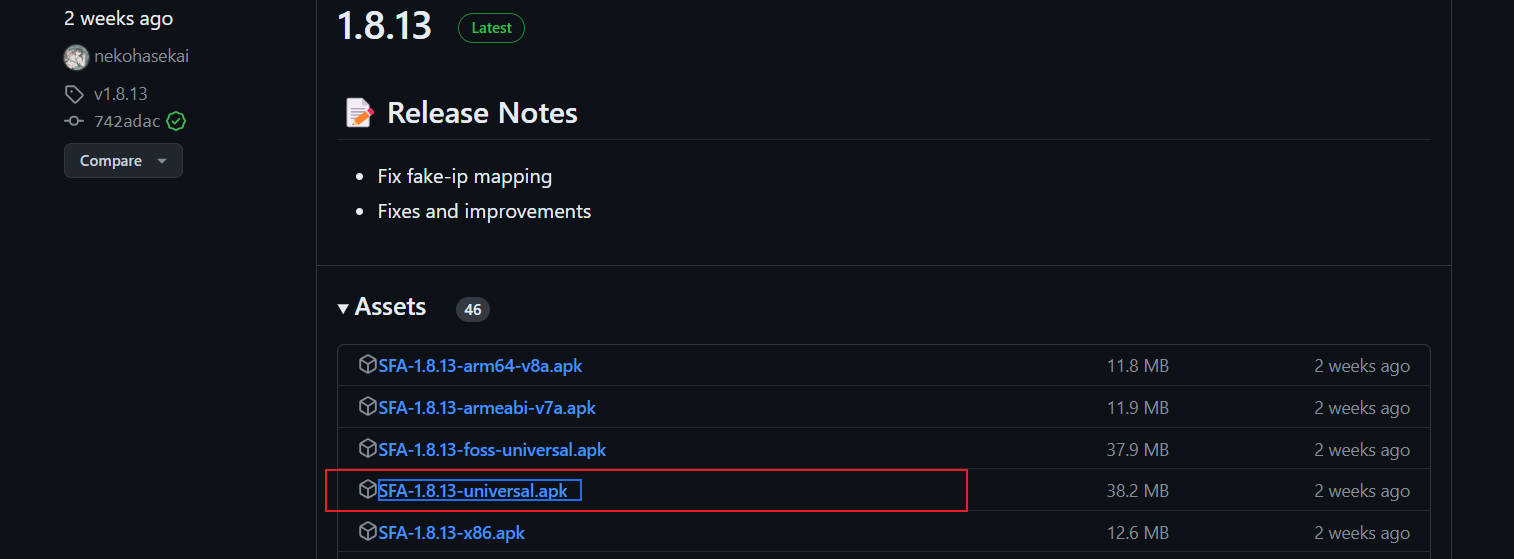 2 weeks ago
nekohasekai
v1.8.13
742adac
Compare
1.8.13 Latest
Release Notes
Fix fake-ip mapping
Fixes and improvements
Assets 46
SFA-1.8.13-arm64-v8a.apk 11.8 MB 2 weeks ago
SFA-1.8.13-armeabi-v7a.apk 11.9 MB 2 weeks ago
SFA-1.8.13-foss-universal.apk 37.9 MB 2 weeks ago
SFA-1.8.13-universal.apk 38.2 MB 2 weeks ago
SFA-1.8.13-x86.apk 12.6 MB 2 weeks ago